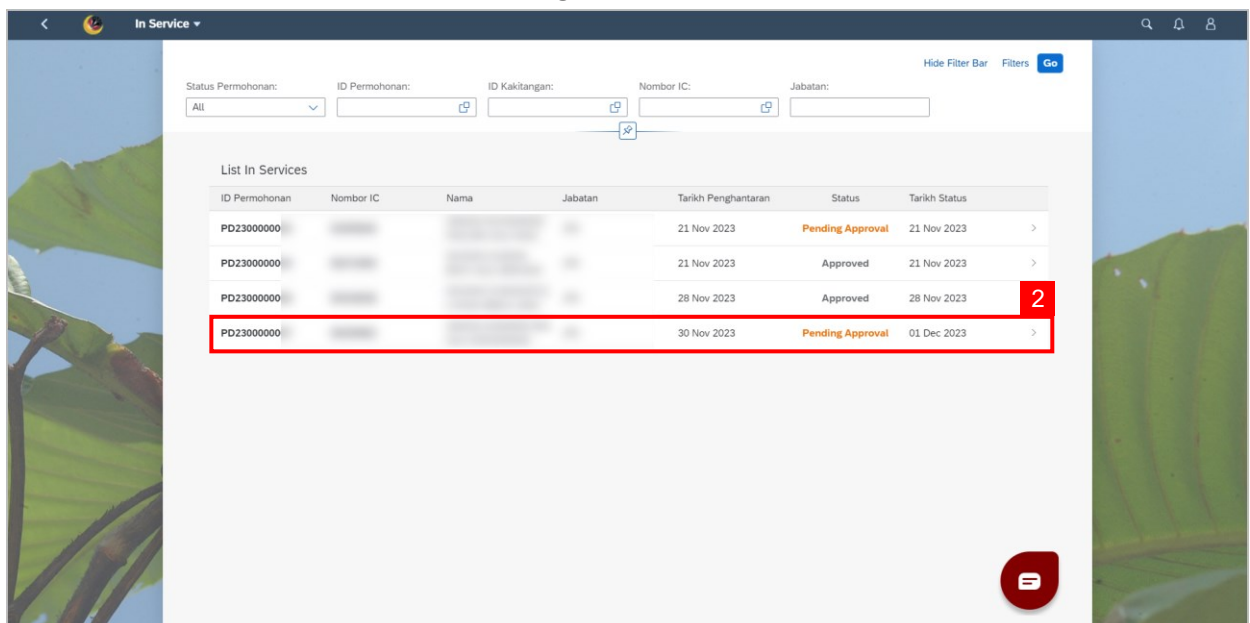 In Service
Hide Filter Bar Filters Go
Status Permohonan: ID Permohonan: ID Kakitangan: Nombor IC: Jabatan:
All
List In Services
ID Permohonan Nombor IC Nama Jabatan Tarikh Penghantaran Status Tarikh Status
PD23000000 21 Nov 2023 Pending Approval 21 Nov 2023
PD23000000 21 Nov 2023 Approved 21 Nov 2023
PD23000000 28 Nov 2023 Approved 28 Nov 2023
2
PD23000000 30 Nov 2023 Pending Approval 01 Dec 2023